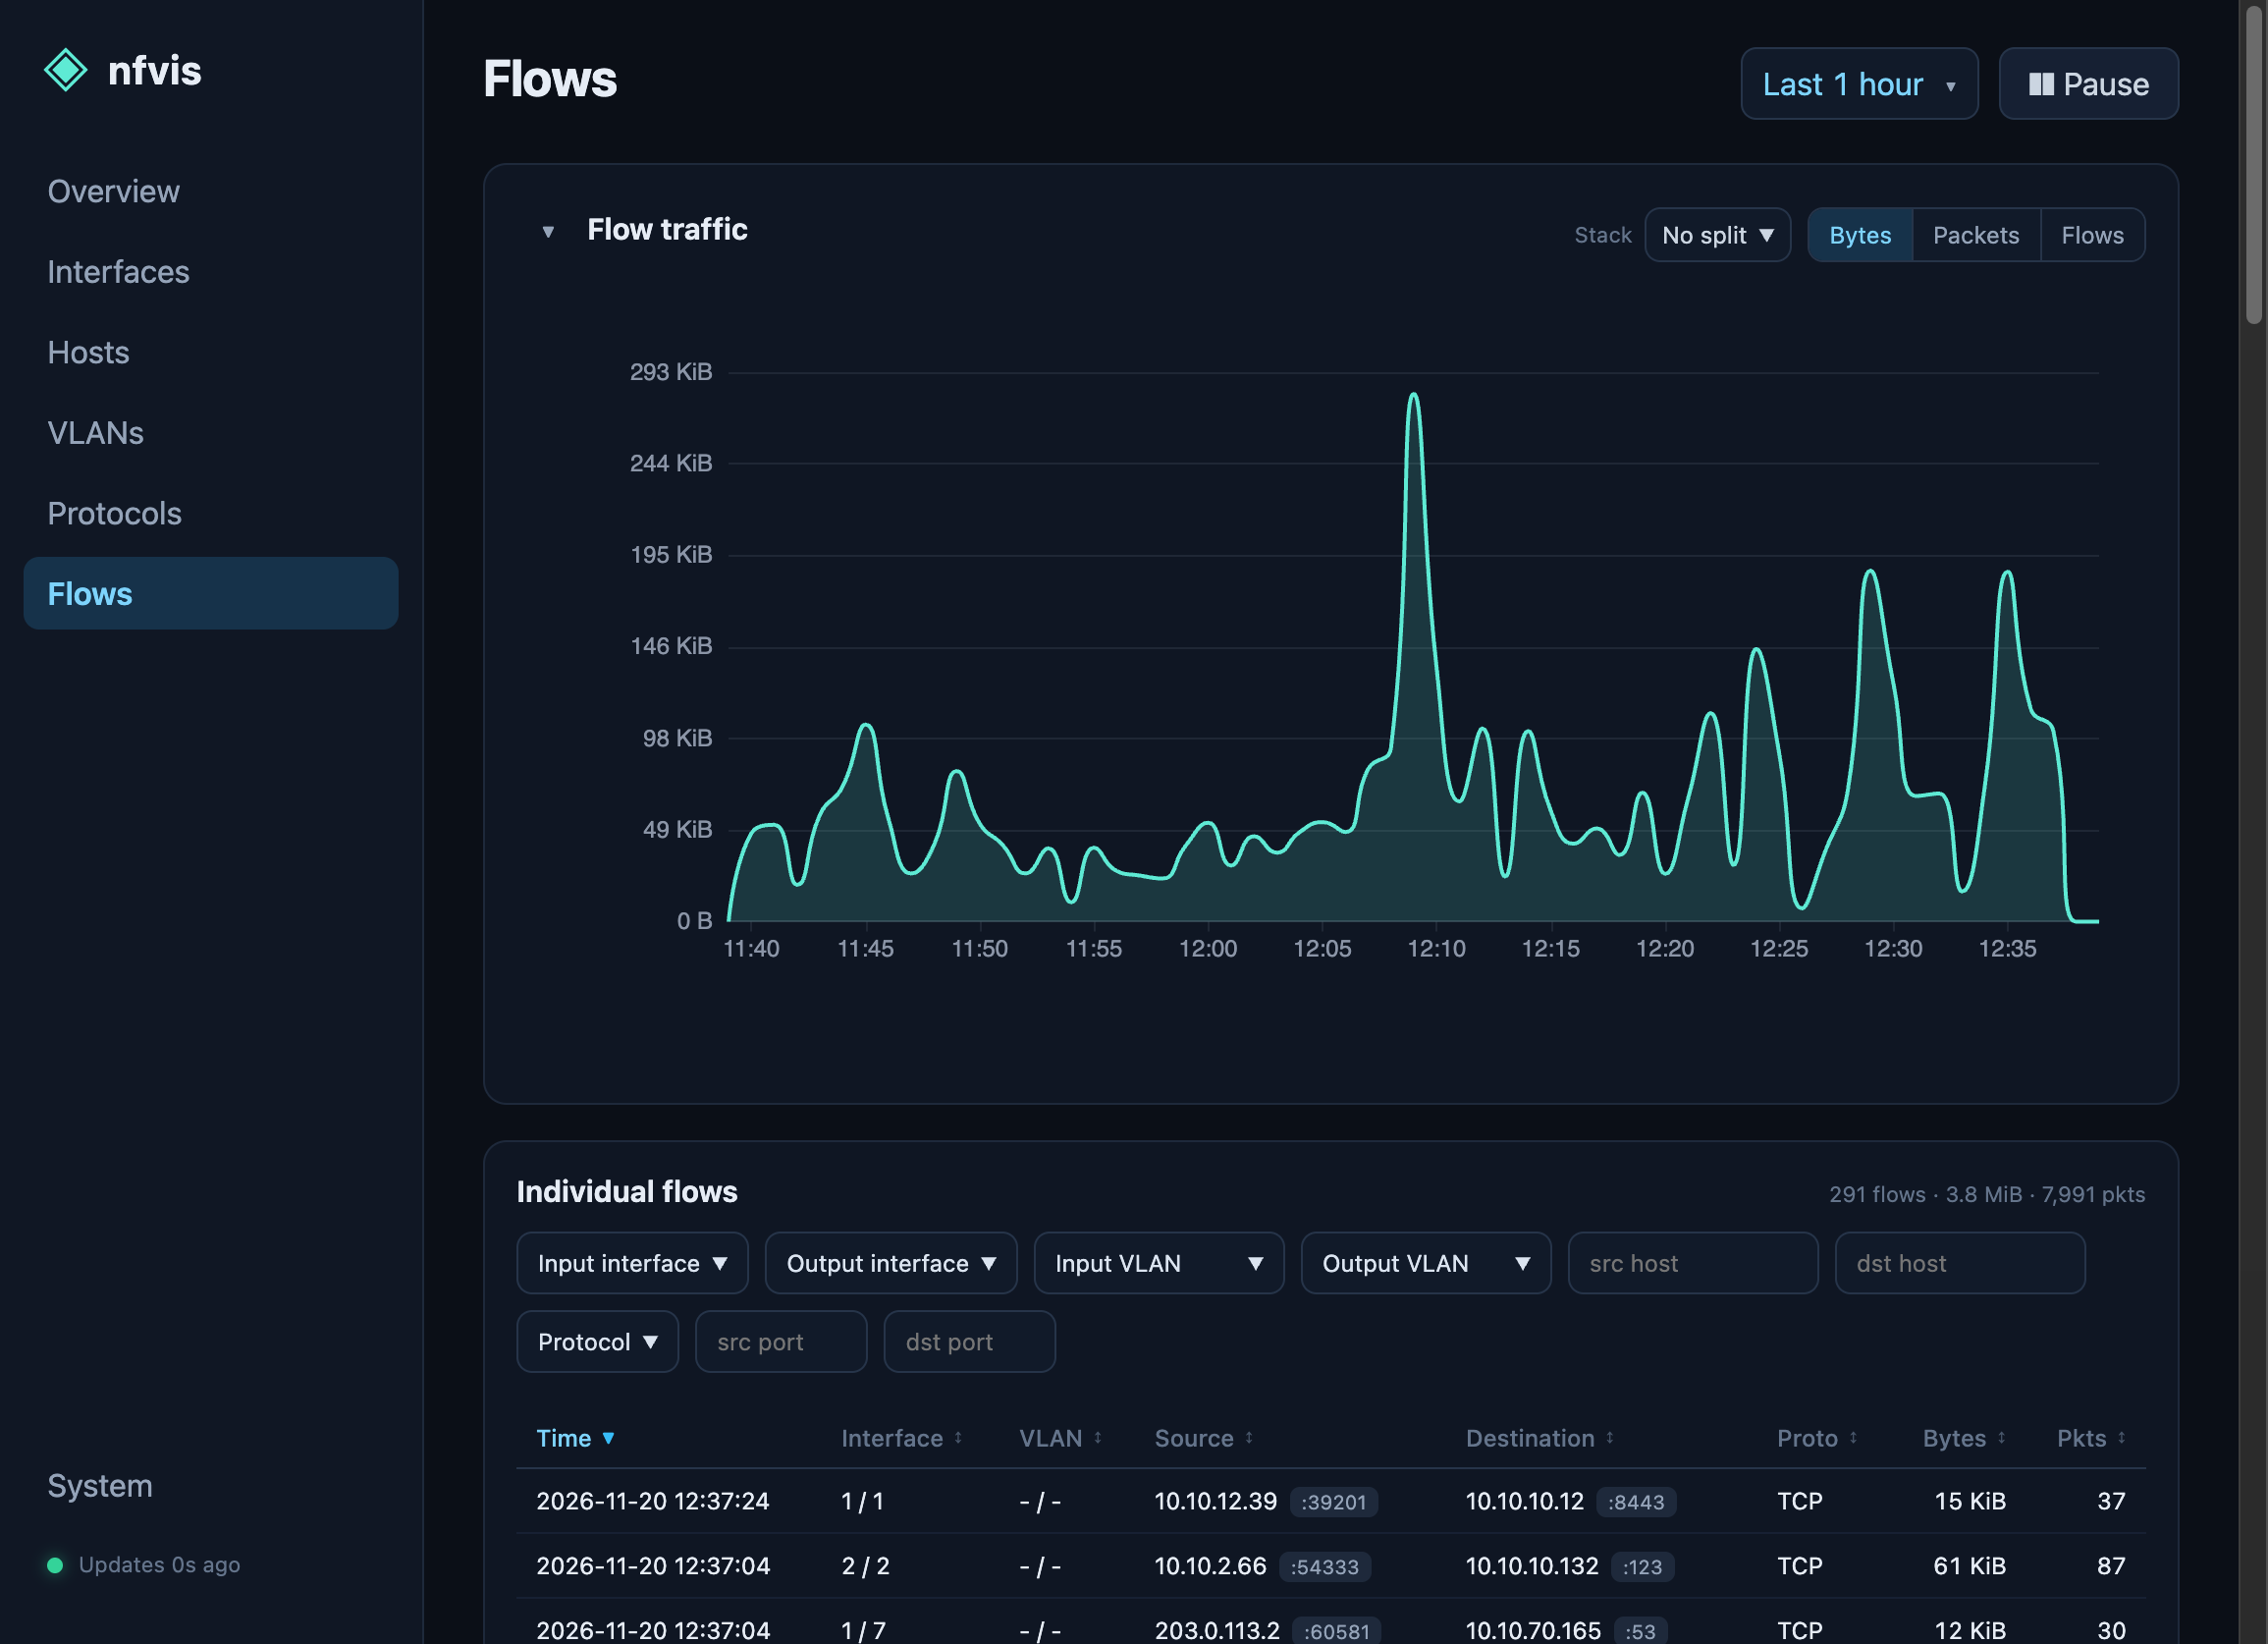 nfvis
Overview
Interfaces
Hosts
VLANs
Protocols
Flows
System
Updates 0s ago
Flows
Last 1 hour ▾
Pause
▼ Flow traffic
Stack No split ▼ Bytes Packets Flows
293 KiB
244 KiB
195 KiB
146 KiB
98 KiB
49 KiB
0 B
11:40 11:45 11:50 11:55 12:00 12:05 12:10 12:15 12:20 12:25 12:30 12:35
Individual flows
291 flows · 3.8 MiB · 7,991 pkts
Input interface ▼ Output interface ▼ Input VLAN ▼ Output VLAN ▼ src host dst host
Protocol ▼ src port dst port
Time ▼ Interface ↕ VLAN ↕ Source ↕ Destination ↕ Proto ↕ Bytes ↕ Pkts ↕
2026-11-20 12:37:24 1 / 1 - / - 10.10.12.39 :39201 10.10.10.12 :8443 TCP 15 KiB 37
2026-11-20 12:37:04 2 / 2 - / - 10.10.2.66 :54333 10.10.10.132 :123 TCP 61 KiB 87
2026-11-20 12:37:04 1 / 7 - / - 203.0.113.2 :60581 10.10.70.165 :53 TCP 12 KiB 30